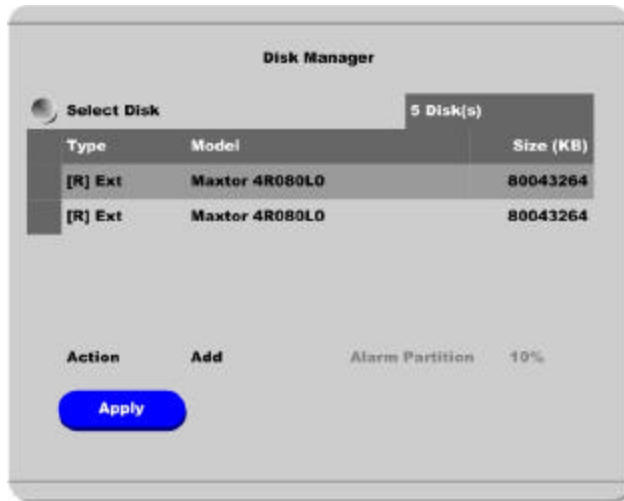 Disk Manager
Select Disk 5 Disk(s)
Type Model Size (KB)
[R] Ext Maxtor 4R080L0 80043264
[R] Ext Maxtor 4R080L0 80043264
Action Add Alarm Partition 10%
Apply